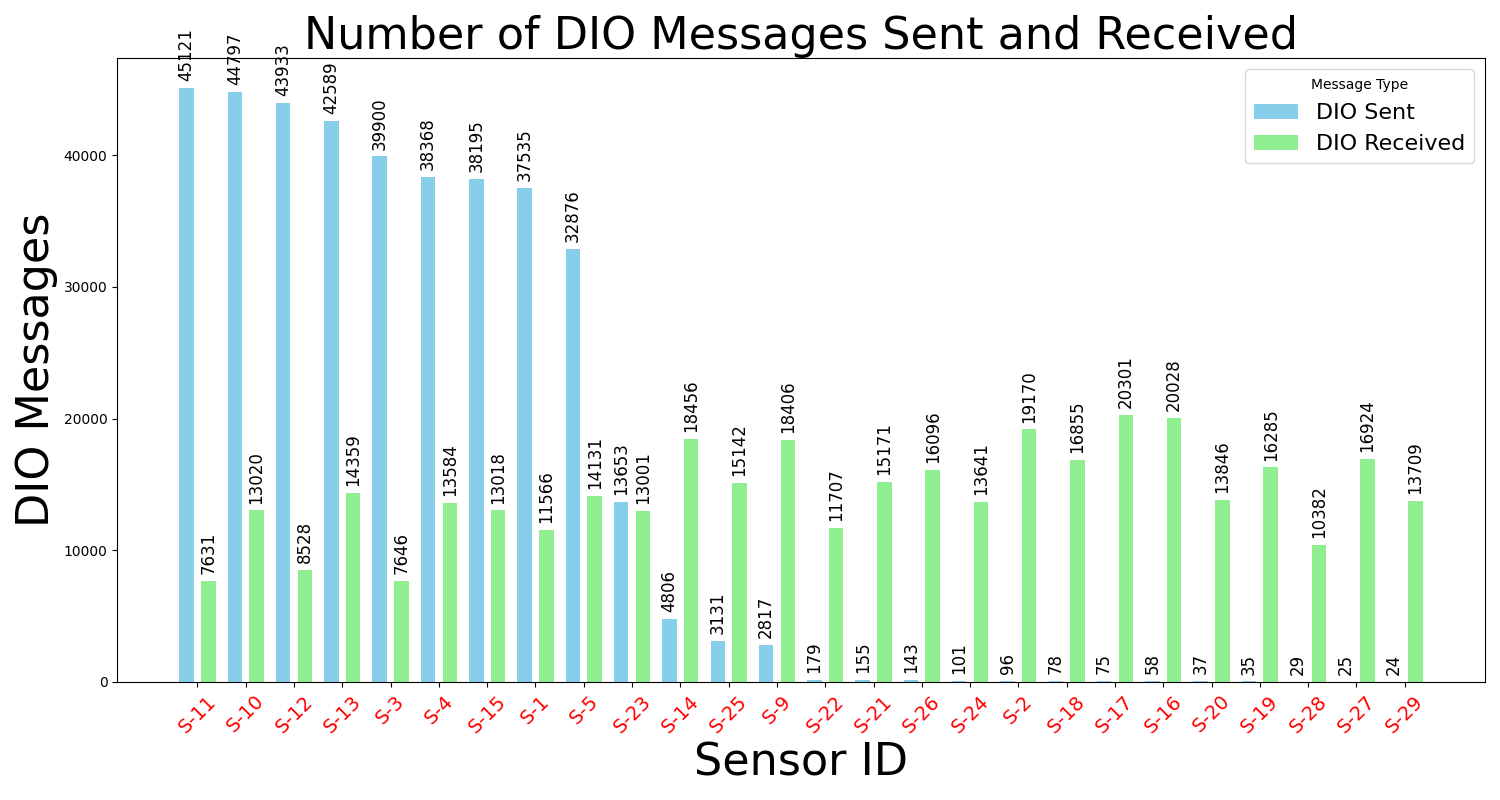 Number of DIO Messages Sent and Received
Message Type
DIO Sent
DIO Received
DIO Messages
40000
30000
20000
10000
0
45121
7631
44797
13020
43933
8528
42589
14359
39900
7646
38368
13584
38195
13018
37535
11566
32876
14131
13653
13001
4806
18456
3131
15142
2817
18406
179
11707
155
15171
143
16096
101
13641
96
19170
78
16855
75
20301
58
20028
37
13846
35
16285
29
10382
25
16924
24
13709
S-11
S-10
S-12
S-13
S-3
S-4
S-15
S-1
S-5
S-23
S-14
S-25
S-9
S-22
S-21
S-26
S-24
S-2
S-18
S-17
S-16
S-20
S-19
S-28
S-27
S-29
Sensor ID